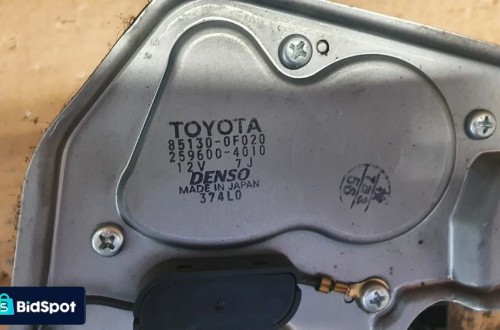 TOYOTA
85130-0F020
259600-4010
12V 7J
DENSO
MADE IN JAPAN
374L0
BidSpot